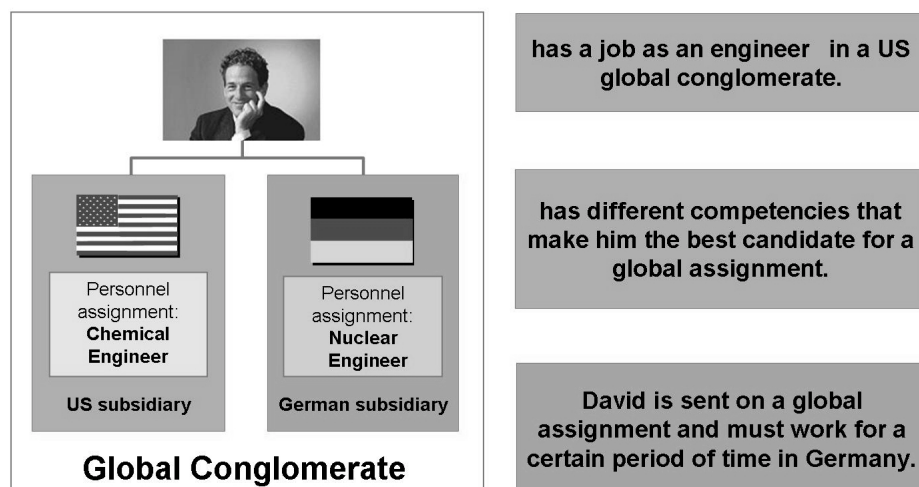 Personnel
assignment:
Chemical
Engineer
US subsidiary
Personnel
assignment:
Nuclear
Engineer
German subsidiary
Global Conglomerate
has a job as an engineer in a US
global conglomerate.
has different competencies that
make him the best candidate for a
global assignment.
David is sent on a global
assignment and must work for a
certain period of time in Germany.